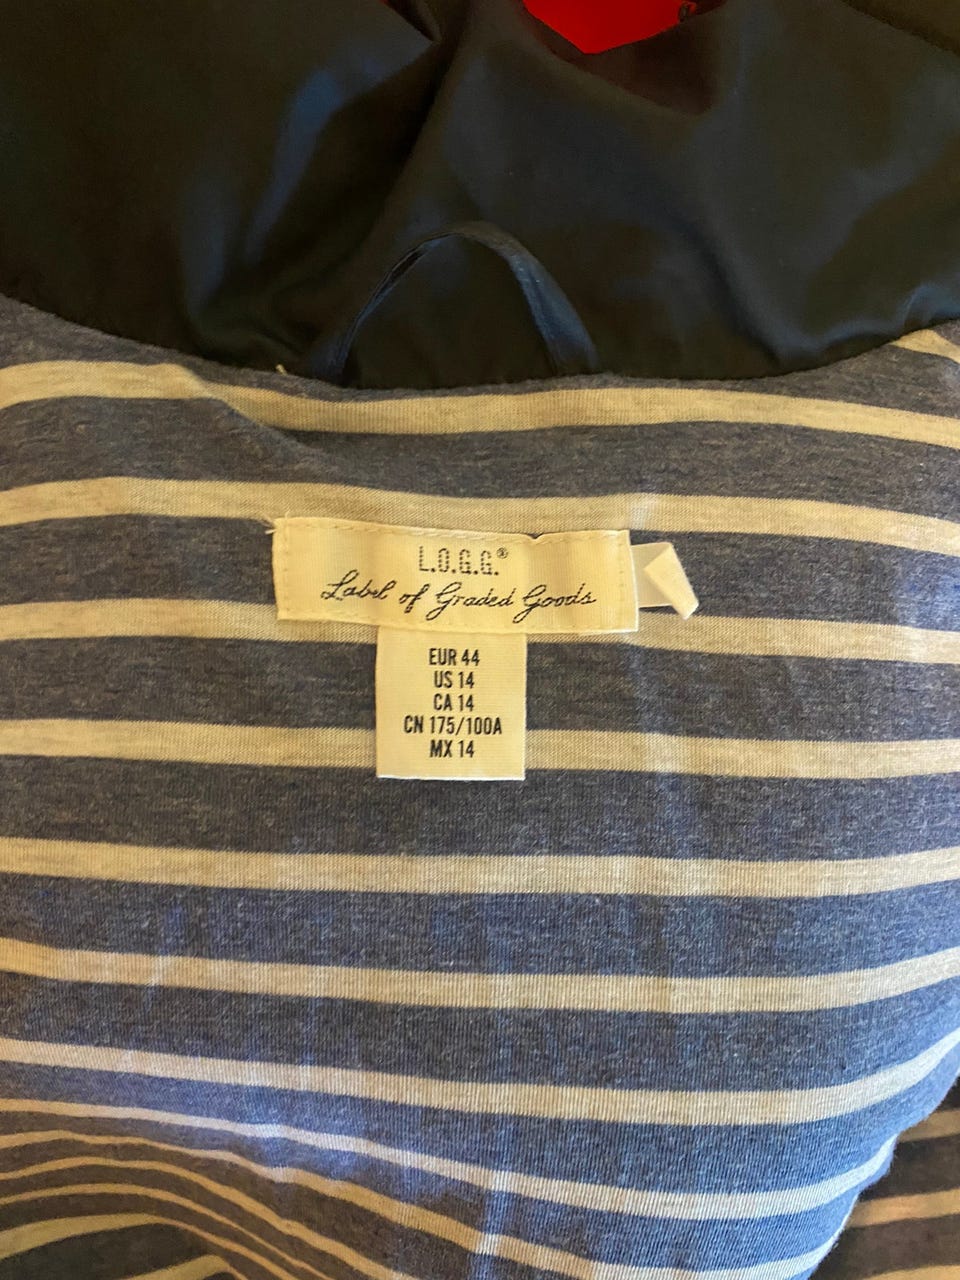 L.O.G.G.®
Label of Graded Goods
EUR 44
US 14
CA 14
CN 175/100A
MX 14